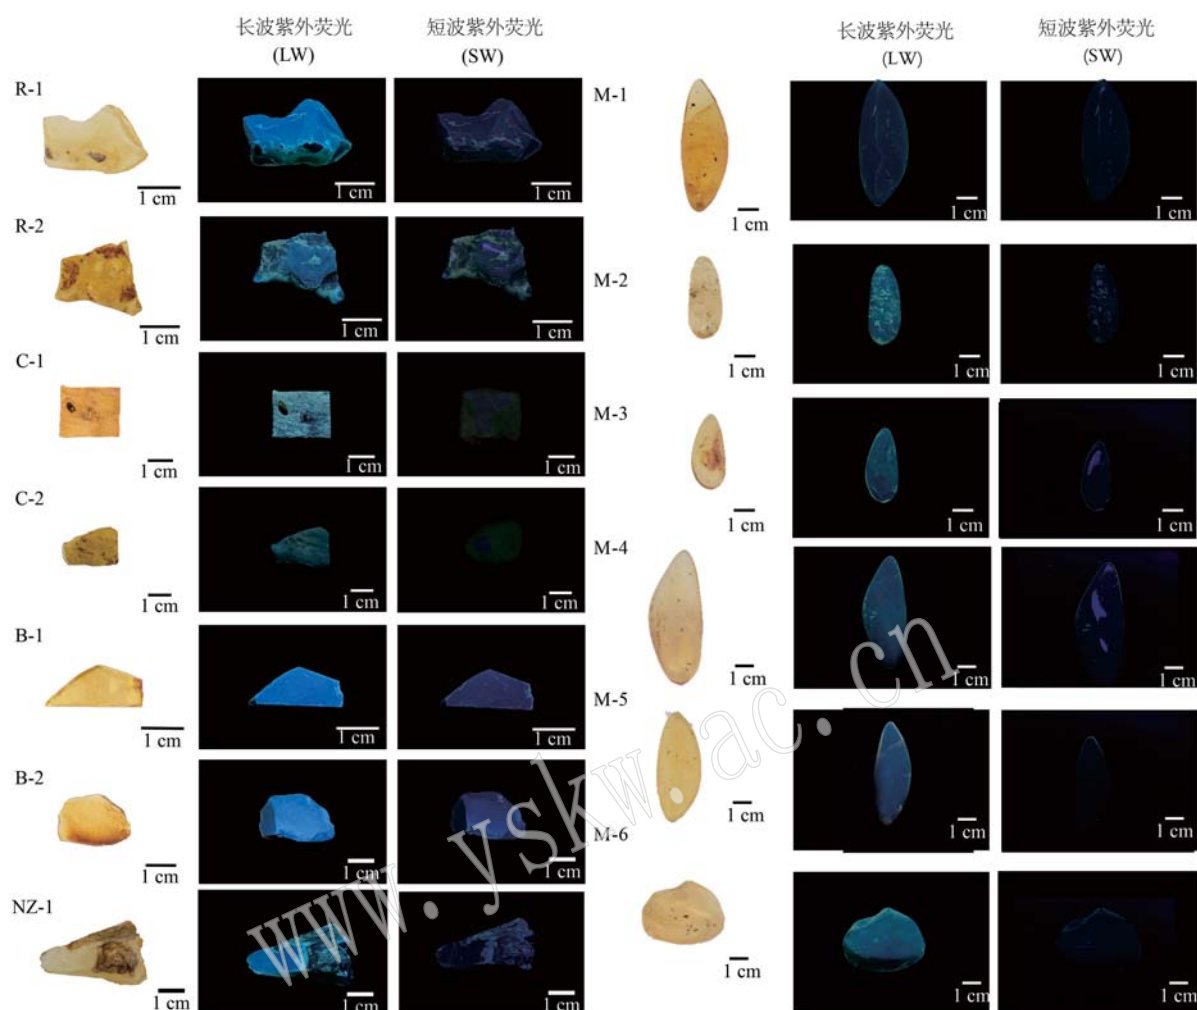 长波紫外荧光 短波紫外荧光
(LW) (SW)
R-1
1 cm 1 cm 1 cm
R-2
1 cm 1 cm 1 cm
C-1
1 cm 1 cm 1 cm
C-2
1 cm 1 cm 1 cm
B-1
1 cm 1 cm 1 cm
B-2
1 cm 1 cm 1 cm
NZ-1
1 cm 1 cm 1 cm
长波紫外荧光 短波紫外荧光
(LW) (SW)
M-1
1 cm 1 cm 1 cm
M-2
1 cm 1 cm 1 cm
M-3
1 cm 1 cm 1 cm
M-4
1 cm 1 cm 1 cm
M-5
1 cm 1 cm 1 cm
M-6
1 cm 1 cm 1 cm
www.yskw.ac.cn